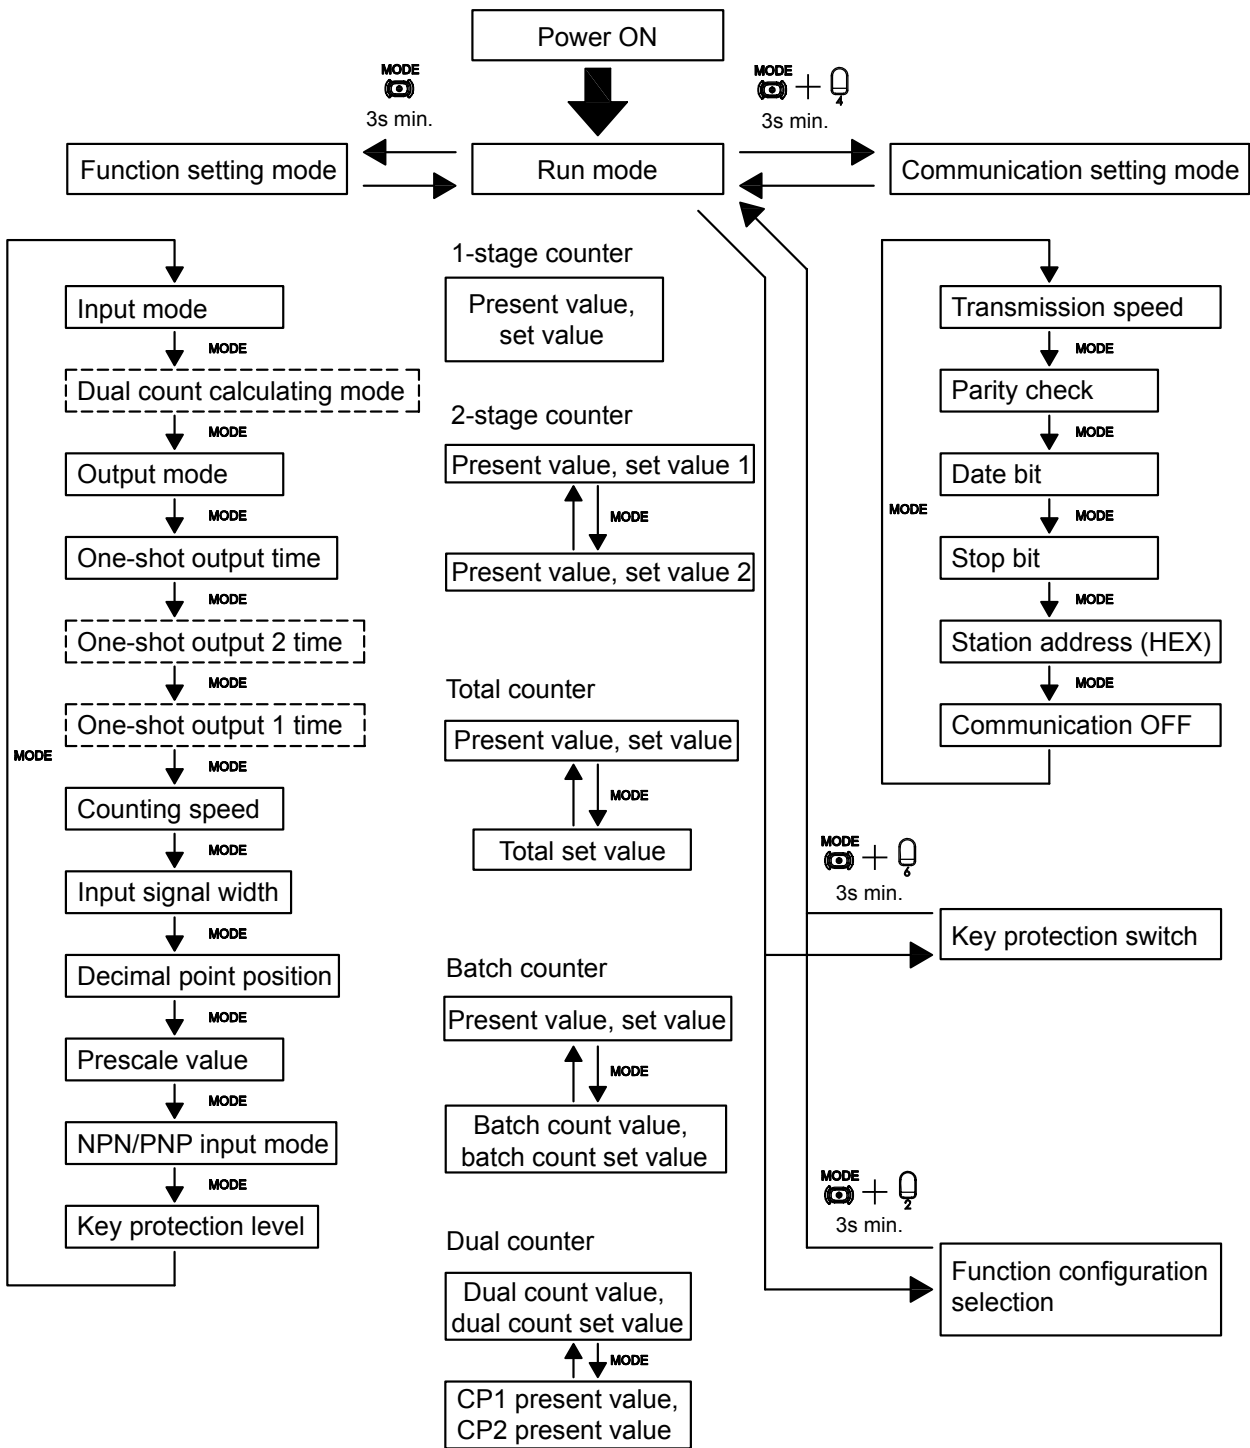 Power ON
MODE
3s min.
MODE
4
3s min.
Function setting mode
Run mode
Communication setting mode
Input mode
MODE
Dual count calculating mode
MODE
Output mode
MODE
One-shot output time
MODE
One-shot output 2 time
MODE
One-shot output 1 time
MODE
MODE
Counting speed
MODE
Input signal width
MODE
Decimal point position
MODE
Prescale value
MODE
NPN/PNP input mode
MODE
Key protection level
1-stage counter
Present value,
set value
2-stage counter
Present value, set value 1
MODE
Present value, set value 2
Total counter
Present value, set value
MODE
Total set value
Batch counter
Present value, set value
MODE
Batch count value,
batch count set value
Dual counter
Dual count value,
dual count set value
MODE
CP1 present value,
CP2 present value
Transmission speed
MODE
Parity check
MODE
Date bit
MODE
MODE
Stop bit
MODE
Station address (HEX)
MODE
Communication OFF
MODE
6
3s min.
Key protection switch
MODE
2
3s min.
Function configuration
selection